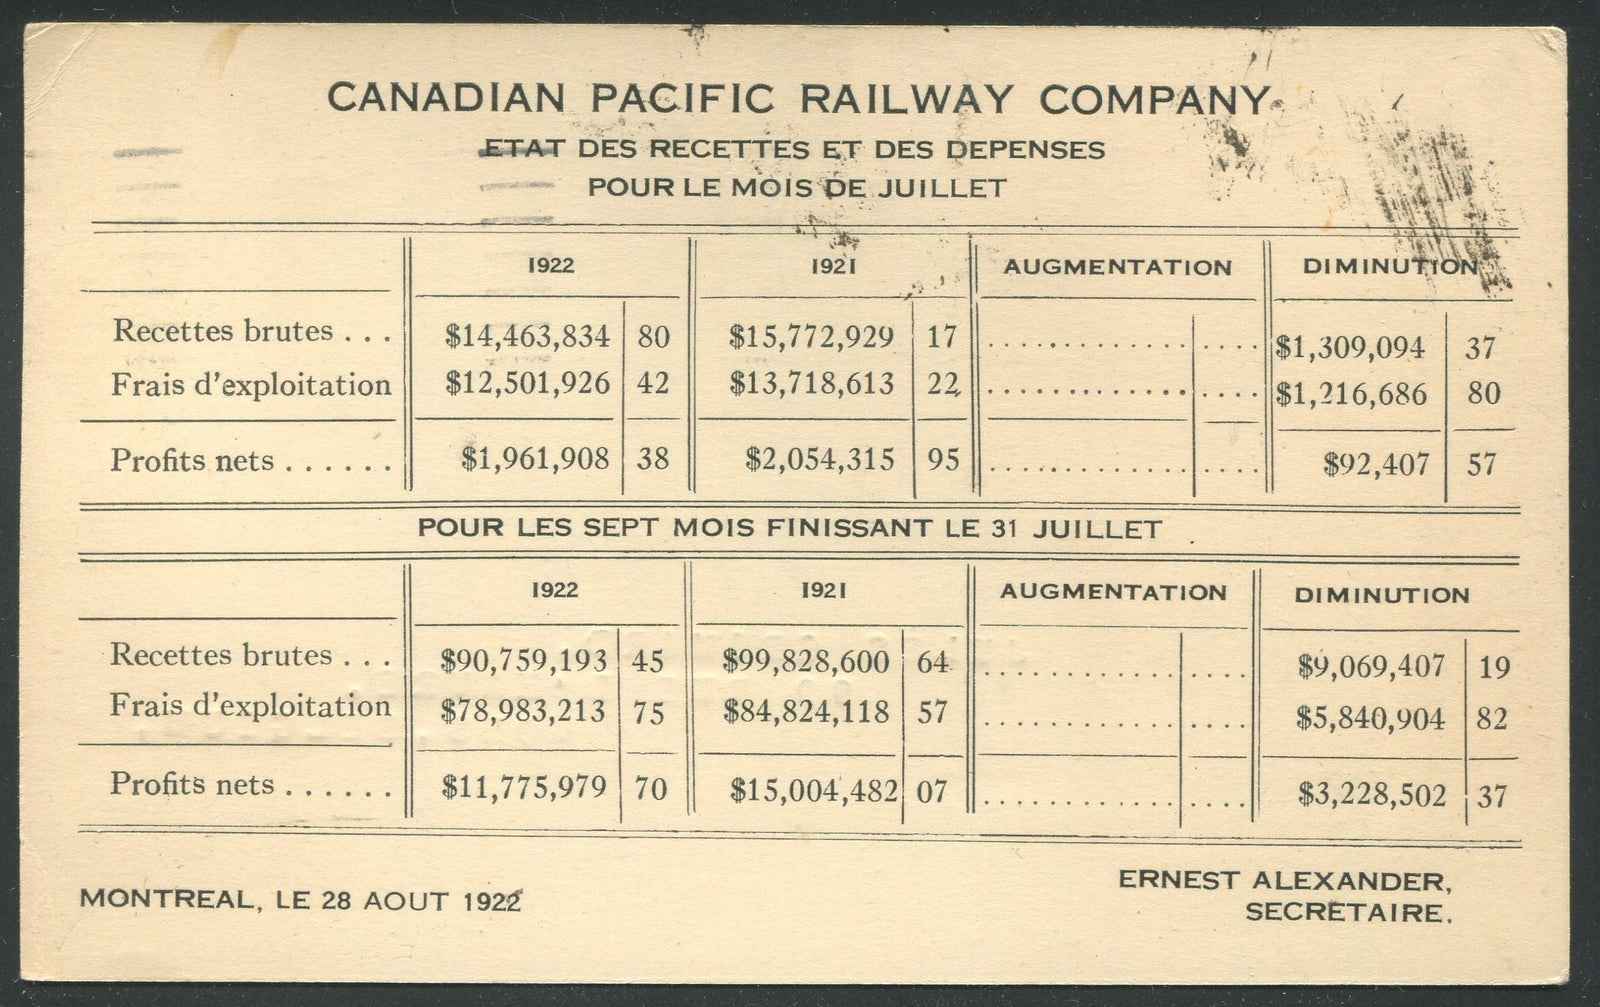 CANADIAN PACIFIC RAILWAY COMPANY
ETAT DES RECETTES ET DES DEPENSES
POUR LE MOIS DE JUILLET
1922 1921 AUGMENTATION DIMINUTION
Recettes brutes . . . $14,463,834 80 $15,772,929 17 $1,309,094 37
Frais d'exploitation $12,501,926 42 $13,718,613 22 $1,216,686 80
Profits nets . . . . . . $1,961,908 38 $2,054,315 95 $92,407 57
POUR LES SEPT MOIS FINISSANT LE 31 JUILLET
1922 1921 AUGMENTATION DIMINUTION
Recettes brutes . . . $90,759,193 45 $99,828,600 64 $9,069,407 19
Frais d'exploitation $78,983,213 75 $84,824,118 57 $5,840,904 82
Profits nets . . . . . . $11,775,979 70 $15,004,482 07 $3,228,502 37
ERNEST ALEXANDER,
MONTREAL, LE 28 AOUT 1922 SECRETAIRE.